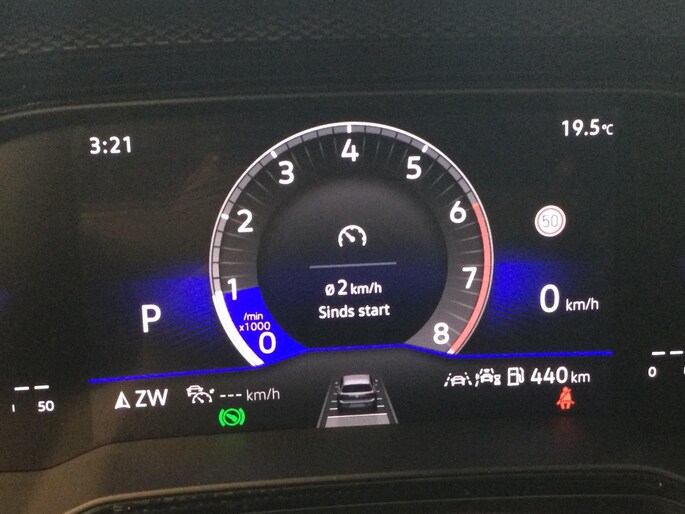 3:21
19.5°C
4
3
5
2
6
50
1
7
P
/min
x1000
0
8
Ø 2 km/h
Sinds start
0 km/h
-- 
50
ZW
--- km/h
440 km
--
0